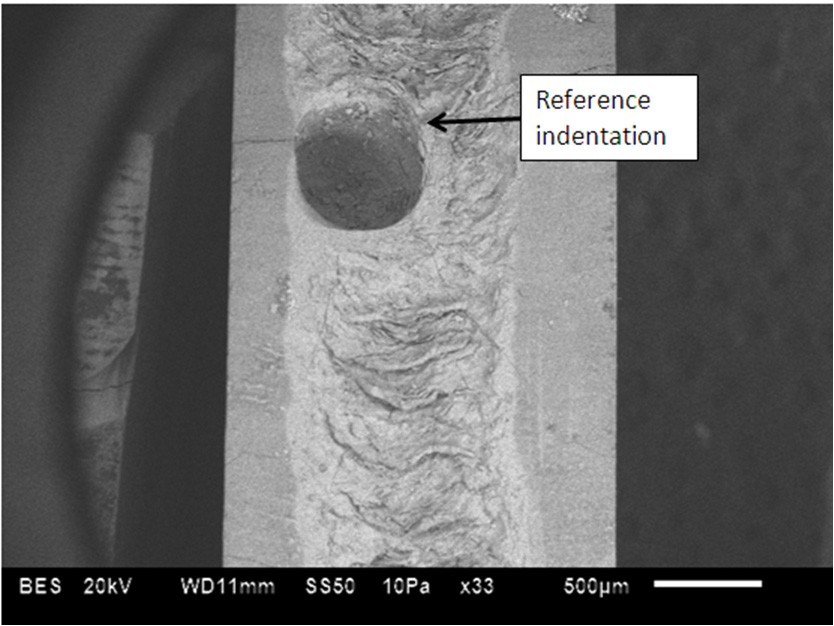 Reference
indentation
BES 20kV WD11mm SS50 10Pa x33 500µm